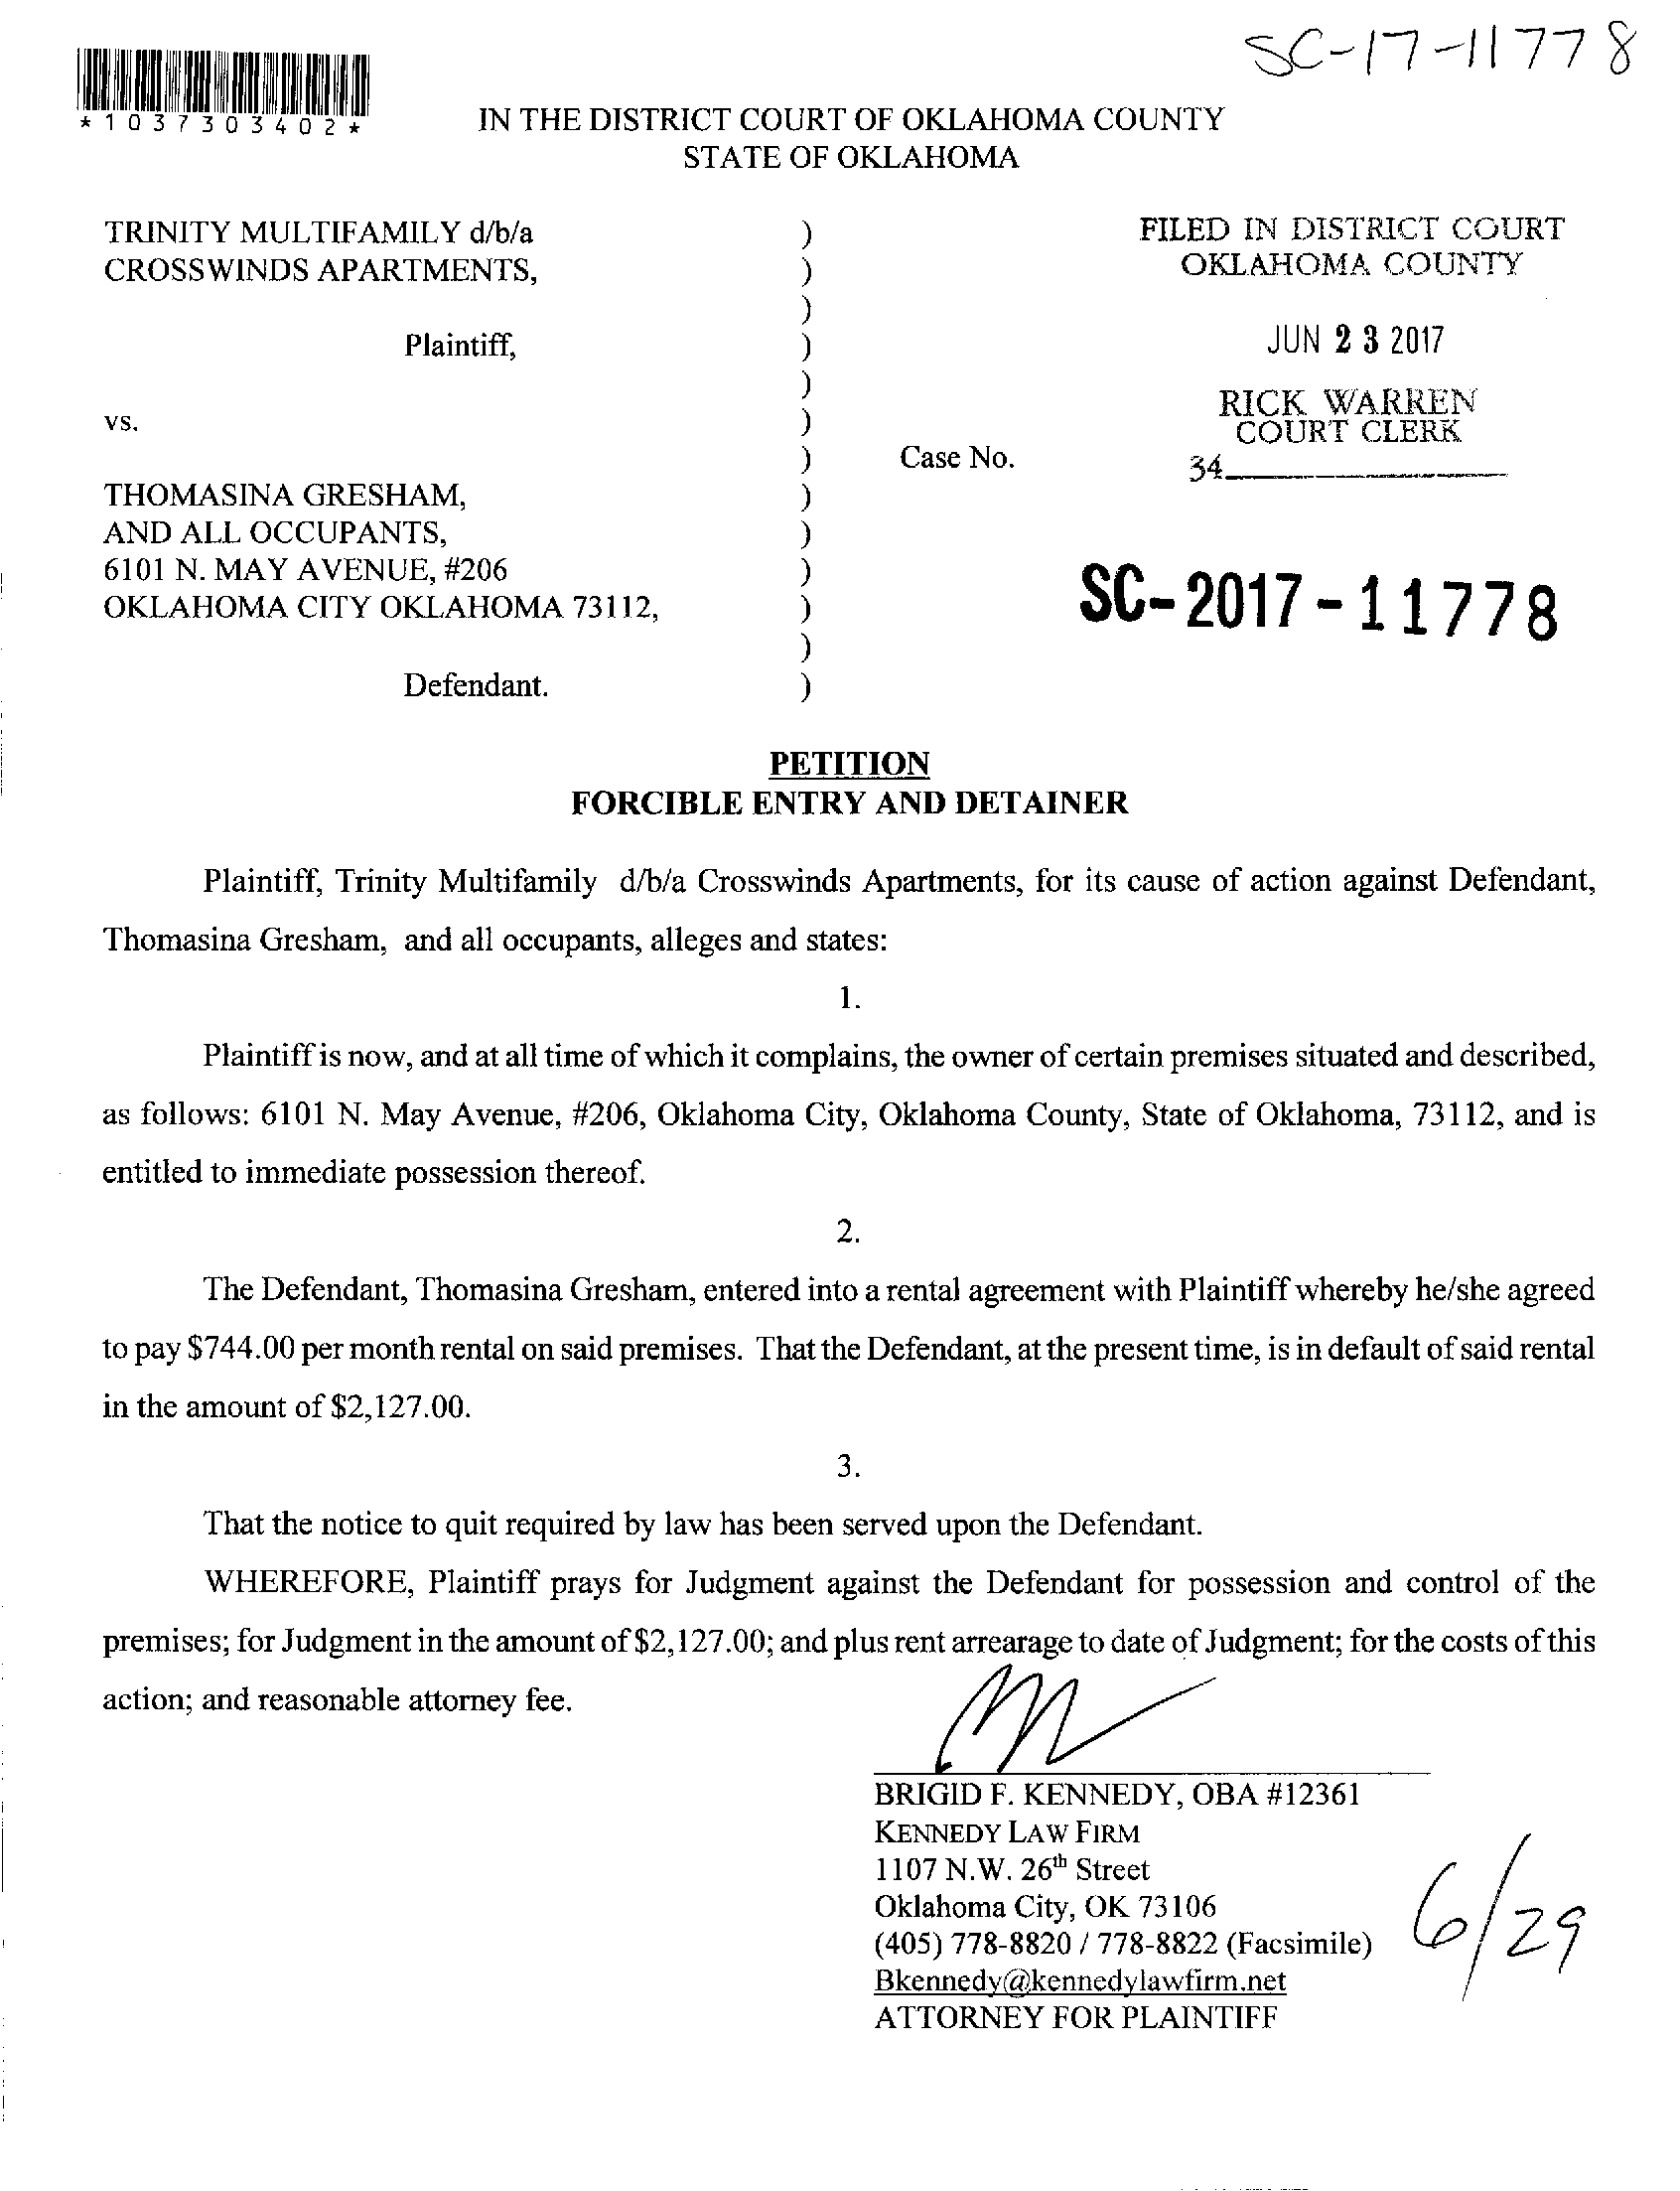 SC-17-11778
*1037303402*
IN THE DISTRICT COURT OF OKLAHOMA COUNTY
STATE OF OKLAHOMA
TRINITY MULTIFAMILY d/b/a
CROSSWINDS APARTMENTS,
Plaintiff,
vs.
THOMASINA GRESHAM,
AND ALL OCCUPANTS,
6101 N. MAY AVENUE, #206
OKLAHOMA CITY OKLAHOMA 73112,
Defendant.
)
)
)
)
)
)
)
)
)
)
)
)
)
Case No.
FILED IN DISTRICT COURT
OKLAHOMA COUNTY
JUN 23 2017
RICK WARREN
COURT CLERK
34
SC-2017-11778
PETITION
FORCIBLE ENTRY AND DETAINER
Plaintiff, Trinity Multifamily d/b/a Crosswinds Apartments, for its cause of action against Defendant,
Thomasina Gresham, and all occupants, alleges and states:
1.
Plaintiff is now, and at all time of which it complains, the owner of certain premises situated and described,
as follows: 6101 N. May Avenue, #206, Oklahoma City, Oklahoma County, State of Oklahoma, 73112, and is
entitled to immediate possession thereof.
2.
The Defendant, Thomasina Gresham, entered into a rental agreement with Plaintiff whereby he/she agreed
to pay $744.00 per month rental on said premises. That the Defendant, at the present time, is in default of said rental
in the amount of $2,127.00.
3.
That the notice to quit required by law has been served upon the Defendant.
WHEREFORE, Plaintiff prays for Judgment against the Defendant for possession and control of the
premises; for Judgment in the amount of $2,127.00; and plus rent arrearage to date of Judgment; for the costs of this
action; and reasonable attorney fee.
BRIGID F. KENNEDY, OBA #12361
KENNEDY LAW FIRM
1107 N.W. 26th Street
Oklahoma City, OK 73106
(405) 778-8820 / 778-8822 (Facsimile)
Bkennedy@kennedylawfirm.net
ATTORNEY FOR PLAINTIFF
6/29